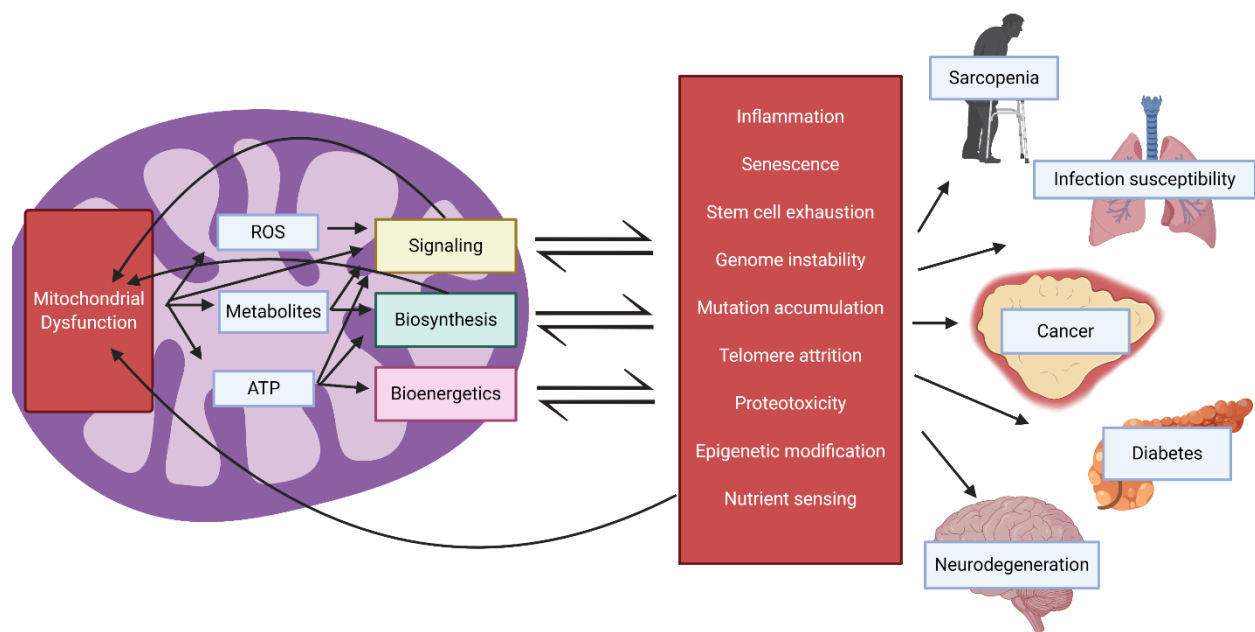 Mitochondrial
Dysfunction
ROS
Metabolites
ATP
Signaling
Biosynthesis
Bioenergetics
Inflammation
Senescence
Stem cell exhaustion
Genome instability
Mutation accumulation
Telomere attrition
Proteotoxicity
Epigenetic modification
Nutrient sensing
Sarcopenia
Infection susceptibility
Cancer
Diabetes
Neurodegeneration